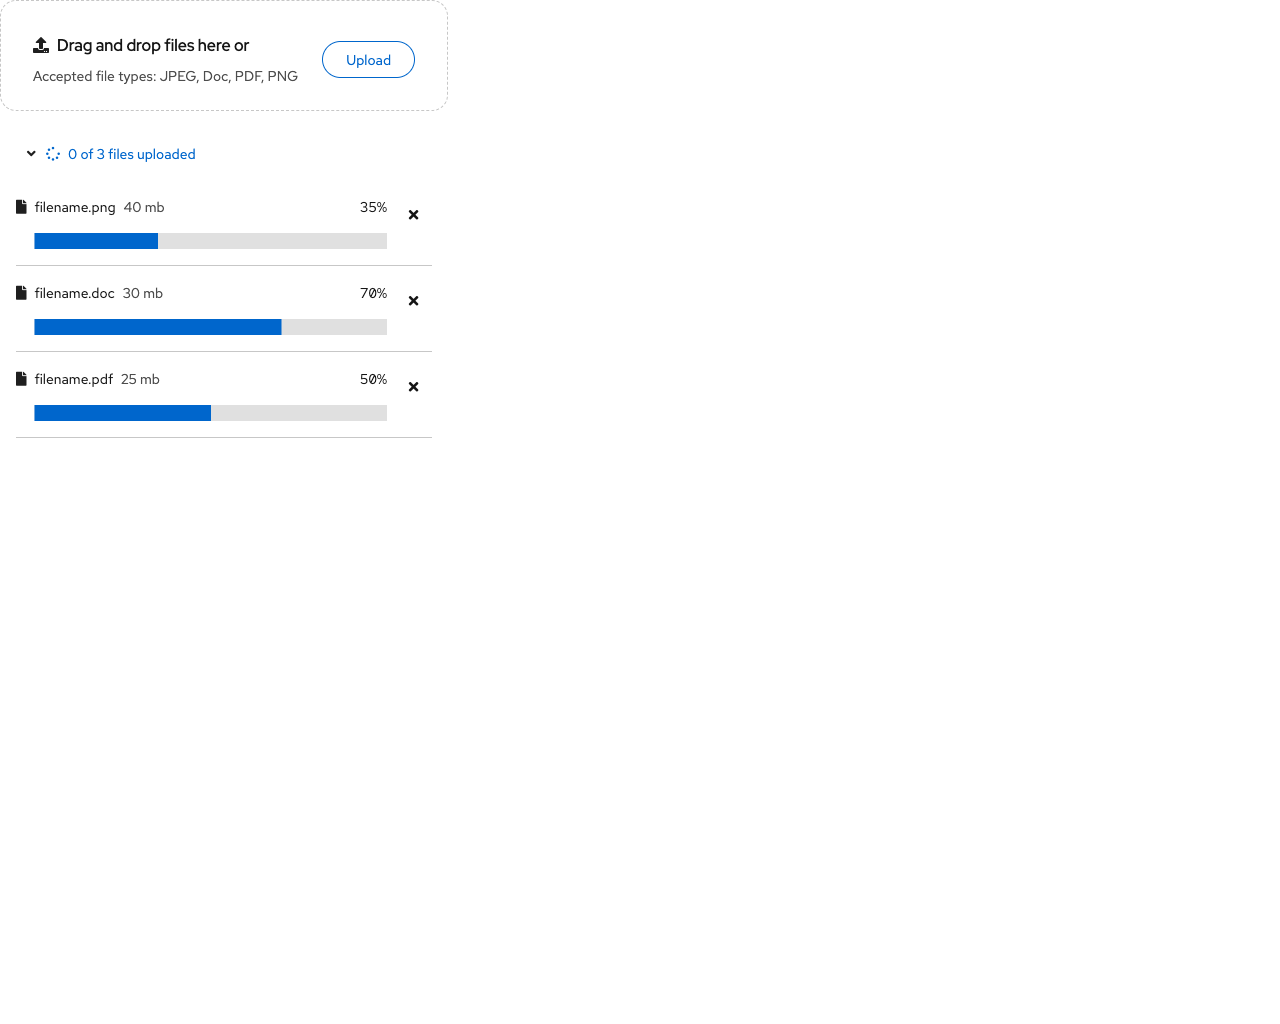 Drag and drop files here or
Accepted file types: JPEG, Doc, PDF, PNG
Upload
0 of 3 files uploaded
filename.png 40 mb 35%
filename.doc 30 mb 70%
filename.pdf 25 mb 50%